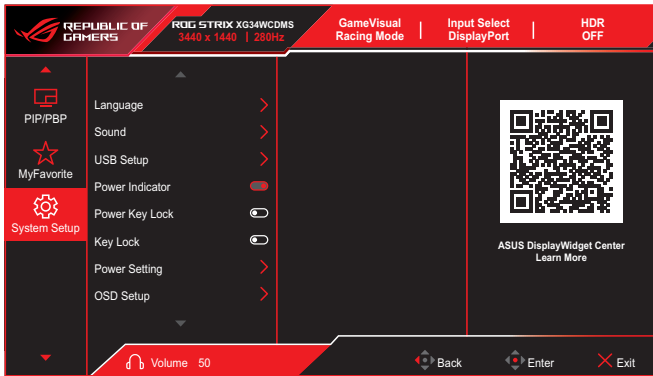 REPUBLIC OF
GAMERS
ROG STRIX XG34WCDMS
3440 x 1440 | 280Hz
GameVisual
Racing Mode
Input Select
DisplayPort
HDR
OFF
PIP/PBP
MyFavorite
System Setup
Language
Sound
USB Setup
Power Indicator
Power Key Lock
Key Lock
Power Setting
OSD Setup
ASUS DisplayWidget Center
Learn More
Volume 50
Back
Enter
Exit